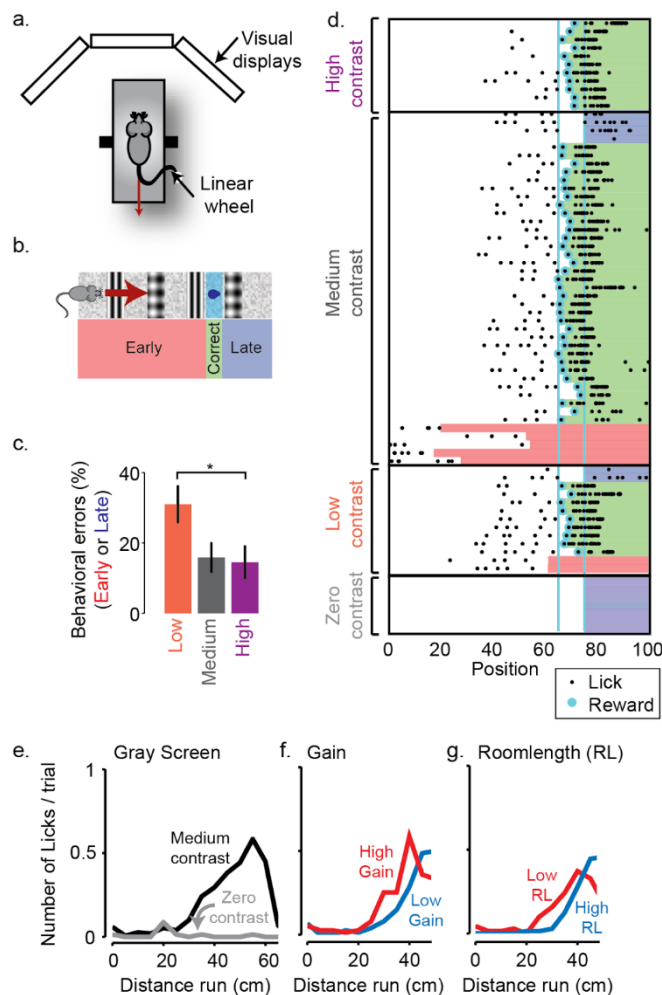 a.
Visual
displays
Linear
wheel
b.
Early
Correct
Late
c.
Behavioral errors (%)
(Early or Late)
40
20
0
*
Low
Medium
High
d.
High
contrast
Medium
contrast
Low
contrast
Zero
contrast
0 20 40 60 80 100
Position
Lick
Reward
e. Gray Screen
Number of Licks / trial
1
0.5
0
Medium
contrast
Zero
contrast
0 20 40 60
Distance run (cm)
f. Gain
High
Gain
Low
Gain
0 40
Distance run (cm)
g. Roomlength (RL)
Low
RL
High
RL
0 40
Distance run (cm)